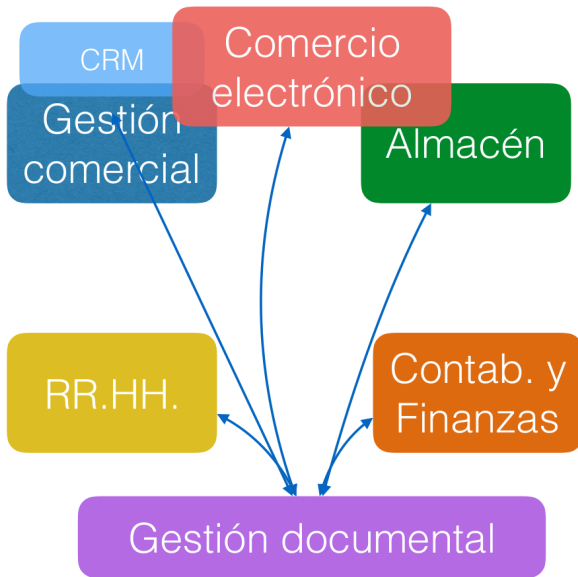 CRM
Comercio
electrónico
Gestión
comercial
Almacén
RR.HH.
Contab. y
Finanzas
Gestión documental